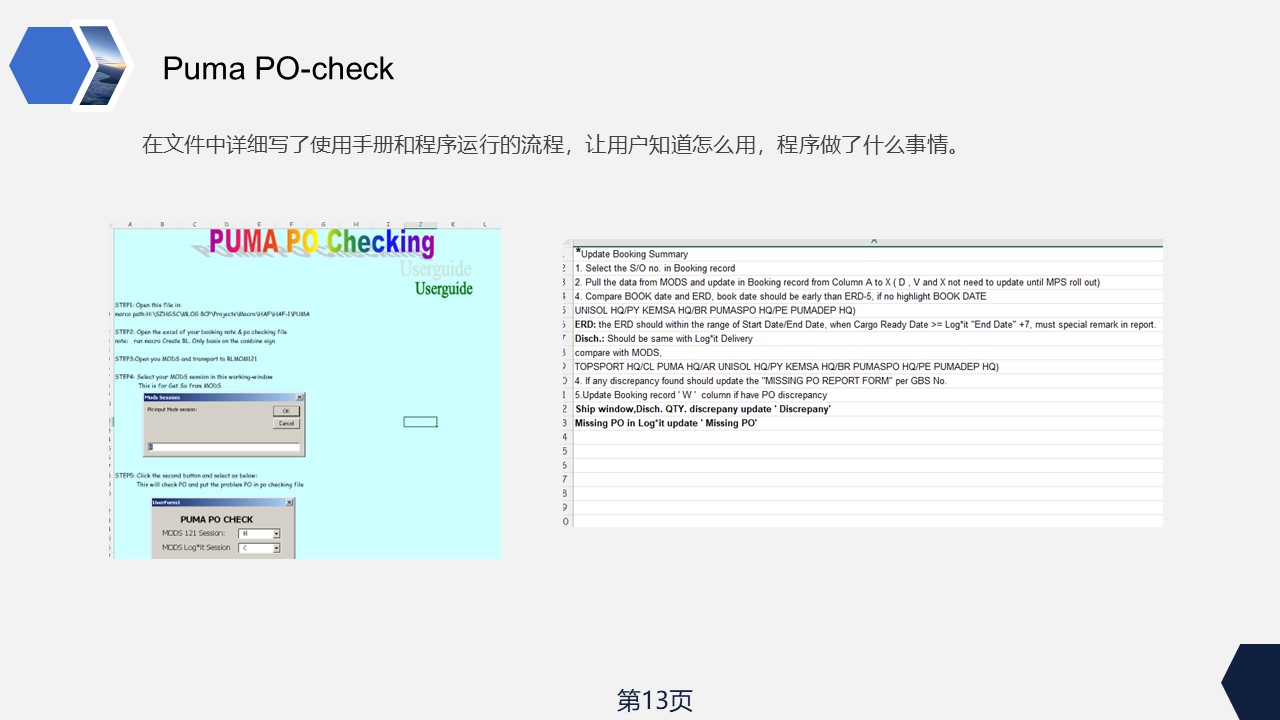 Puma PO-check
在文件中详细写了使用手册和程序运行的流程，让用户知道怎么用，程序做了什么事情。
A B C D E F G H I J K L
PUMA PO Checking
Userguide
Userguide
STEP1: Open this file in:
marco path:H:\SZHGSC\MLOG BCP\Projects\Macro\HAF\HAF-1\PUMA
STEP2: Open the excel of your booking note & po checking file
note: run macro Create BL. Only basis on the combine sign
STEP3:Open you MODS and transport to RLMOM121
STEP4: Select your MODS session in this working-window
This is for Get So from MODS
Mods Session:
Pls input Mods session:
OK
Cancel
STEP5: Click the second button and select as below:
This will check PO and put the problem PO in po checking file
UserForm1
PUMA PO CHECK
MODS 121 Session:
MODS Log*it Session
C
A
*Update Booking Summary
2 1. Select the S/O no. in Booking record
3 2. Pull the data from MODS and update in Booking record from Column A to X ( D , V and X not need to update until MPS roll out)
4 4. Compare BOOK date and ERD, book date should be early than ERD-5, if no highlight BOOK DATE
5 UNISOL HQ/PY KEMSA HQ/BR PUMASPO HQ/PE PUMADEP HQ)
6 ERD: the ERD should within the range of Start Date/End Date, when Cargo Ready Date >= Log*it "End Date" +7, must special remark in report.
7 Disch.: Should be same with Log*it Delivery
8 compare with MODS,
9 TOPSPORT HQ/CL PUMA HQ/AR UNISOL HQ/PY KEMSA HQ/BR PUMASPO HQ/PE PUMADEP HQ)
0 4. If any discrepancy found should update the "MISSING PO REPORT FORM" per GBS No.
1 5.Update Booking record ' W ' column if have PO discrepancy
2 Ship window,Disch. QTY. discrepany update ' Discrepany'
3 Missing PO in Log*it update ' Missing PO'
4
5
6
7
8
9
0
第13页